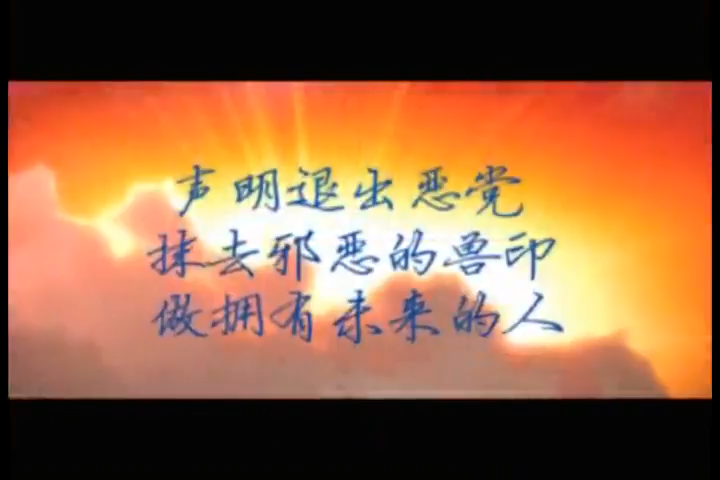 声明退出恶党
抹去邪恶的兽印
做拥有未来的人